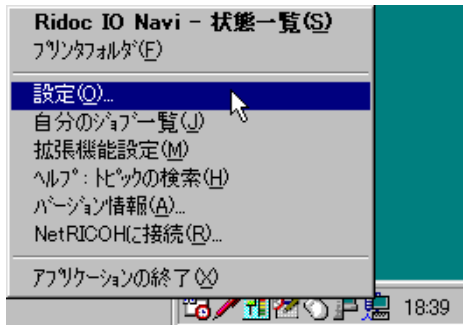 Ridoc IO Navi - 状態一覧(S)
ﾌﾟﾘﾝﾀﾌｫﾙﾀﾞ(F)
設定(O)...
自分のｼﾞｮﾌﾞ一覧(J)
拡張機能設定(M)
ﾍﾙﾌﾟ: ﾄﾋﾟｯｸの検索(H)
ﾊﾞｰｼﾞｮﾝ情報(A)...
NetRICOHに接続(R)...
ｱﾌﾟﾘｹｰｼｮﾝの終了(X)
18:39